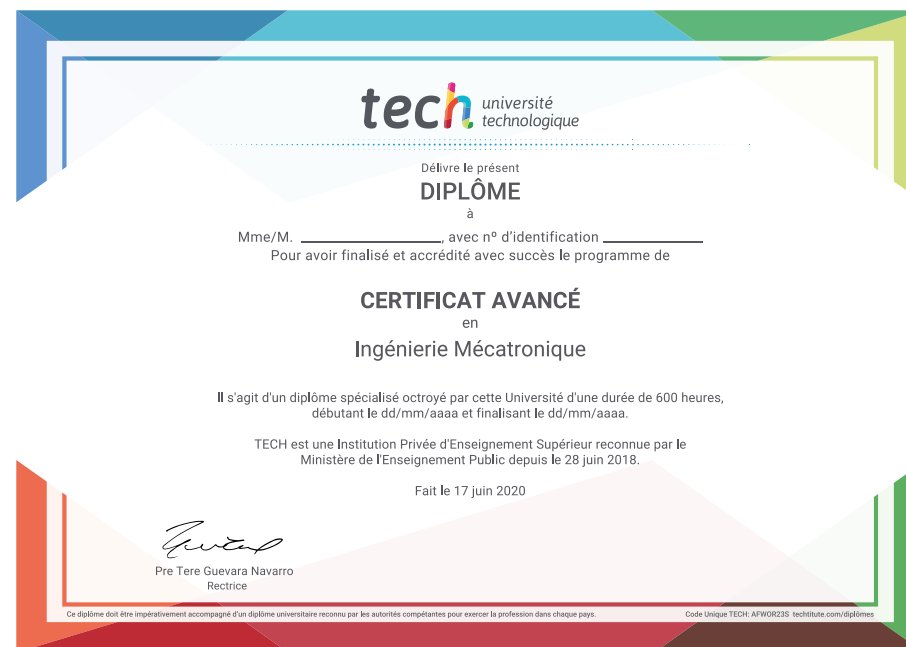 tech université
technologique
Délivre le présent
DIPLÔME
à
Mme/M. ____________________, avec nº d'identification ______________
Pour avoir finalisé et accrédité avec succès le programme de
CERTIFICAT AVANCÉ
en
Ingénierie Mécatronique
Il s'agit d'un diplôme spécialisé octroyé par cette Université d'une durée de 600 heures,
débutant le dd/mm/aaaa et finalisant le dd/mm/aaaa.
TECH est une Institution Privée d'Enseignement Supérieur reconnue par le
Ministère de l'Enseignement Public depuis le 28 juin 2018.
Fait le 17 juin 2020
Pre Tere Guevara Navarro
Rectrice
Ce diplôme doit être impérativement accompagné d'un diplôme universitaire reconnu par les autorités compétentes pour exercer la profession dans chaque pays.
Code Unique TECH: AFWOR23S techtitute.com/diplômes